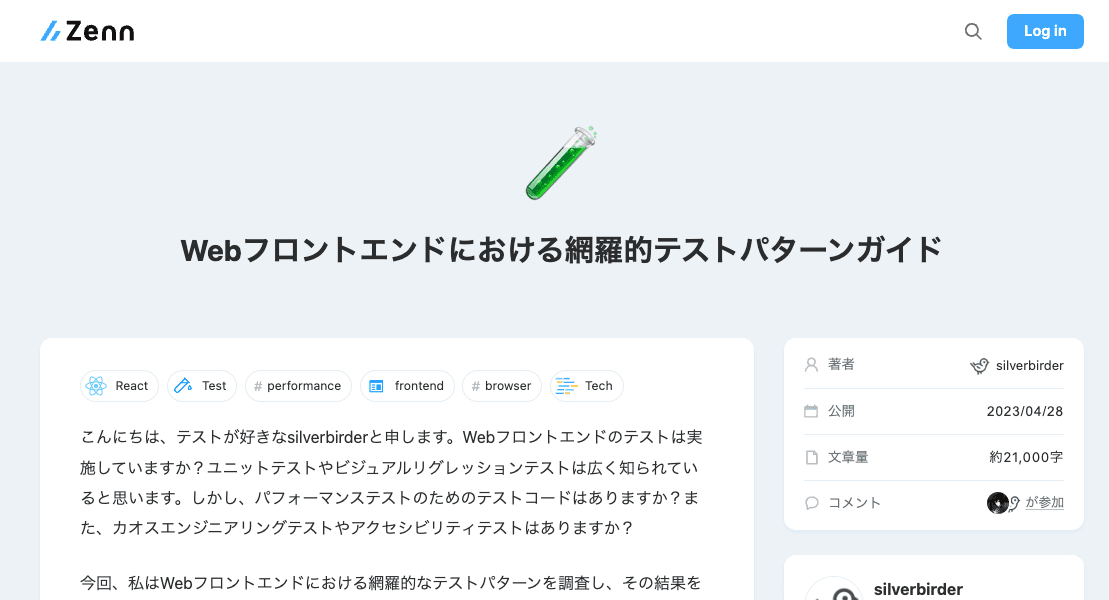 Zenn
Log in
Webフロントエンドにおける網羅的テストパターンガイド
React
Test
# performance
frontend
# browser
Tech
こんにちは、テストが好きなsilverbirderと申します。Webフロントエンドのテストは実
施していますか？ユニットテストやビジュアルリグレッションテストは広く知られてい
ると思います。しかし、パフォーマンステストのためのテストコードはありますか？ま
た、カオスエンジニアリングテストやアクセシビリティテストはありますか？
今回、私はWebフロントエンドにおける網羅的なテストパターンを調査し、その結果を
著者
silverbirder
公開
2023/04/28
文章量
約21,000字
コメント
が参加
silverbirder